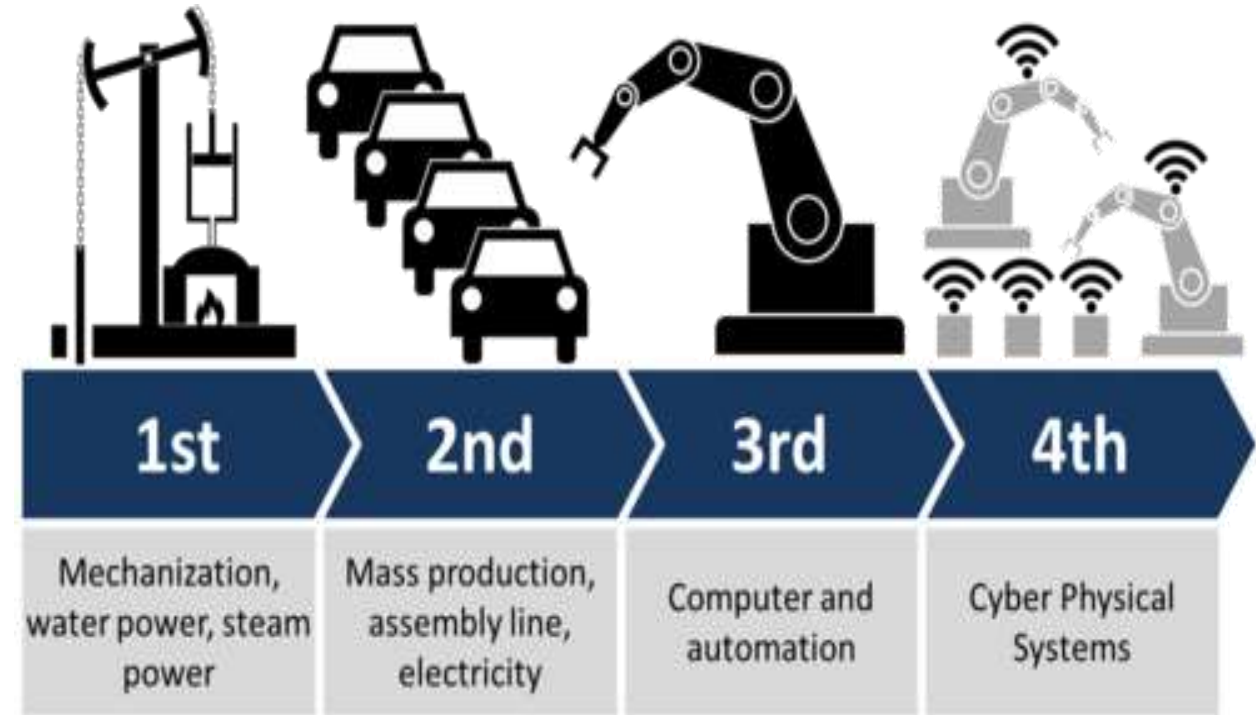 1st
2nd
3rd
4th
Mechanization,
water power, steam
power
Mass production,
assembly line,
electricity
Computer and
automation
Cyber Physical
Systems